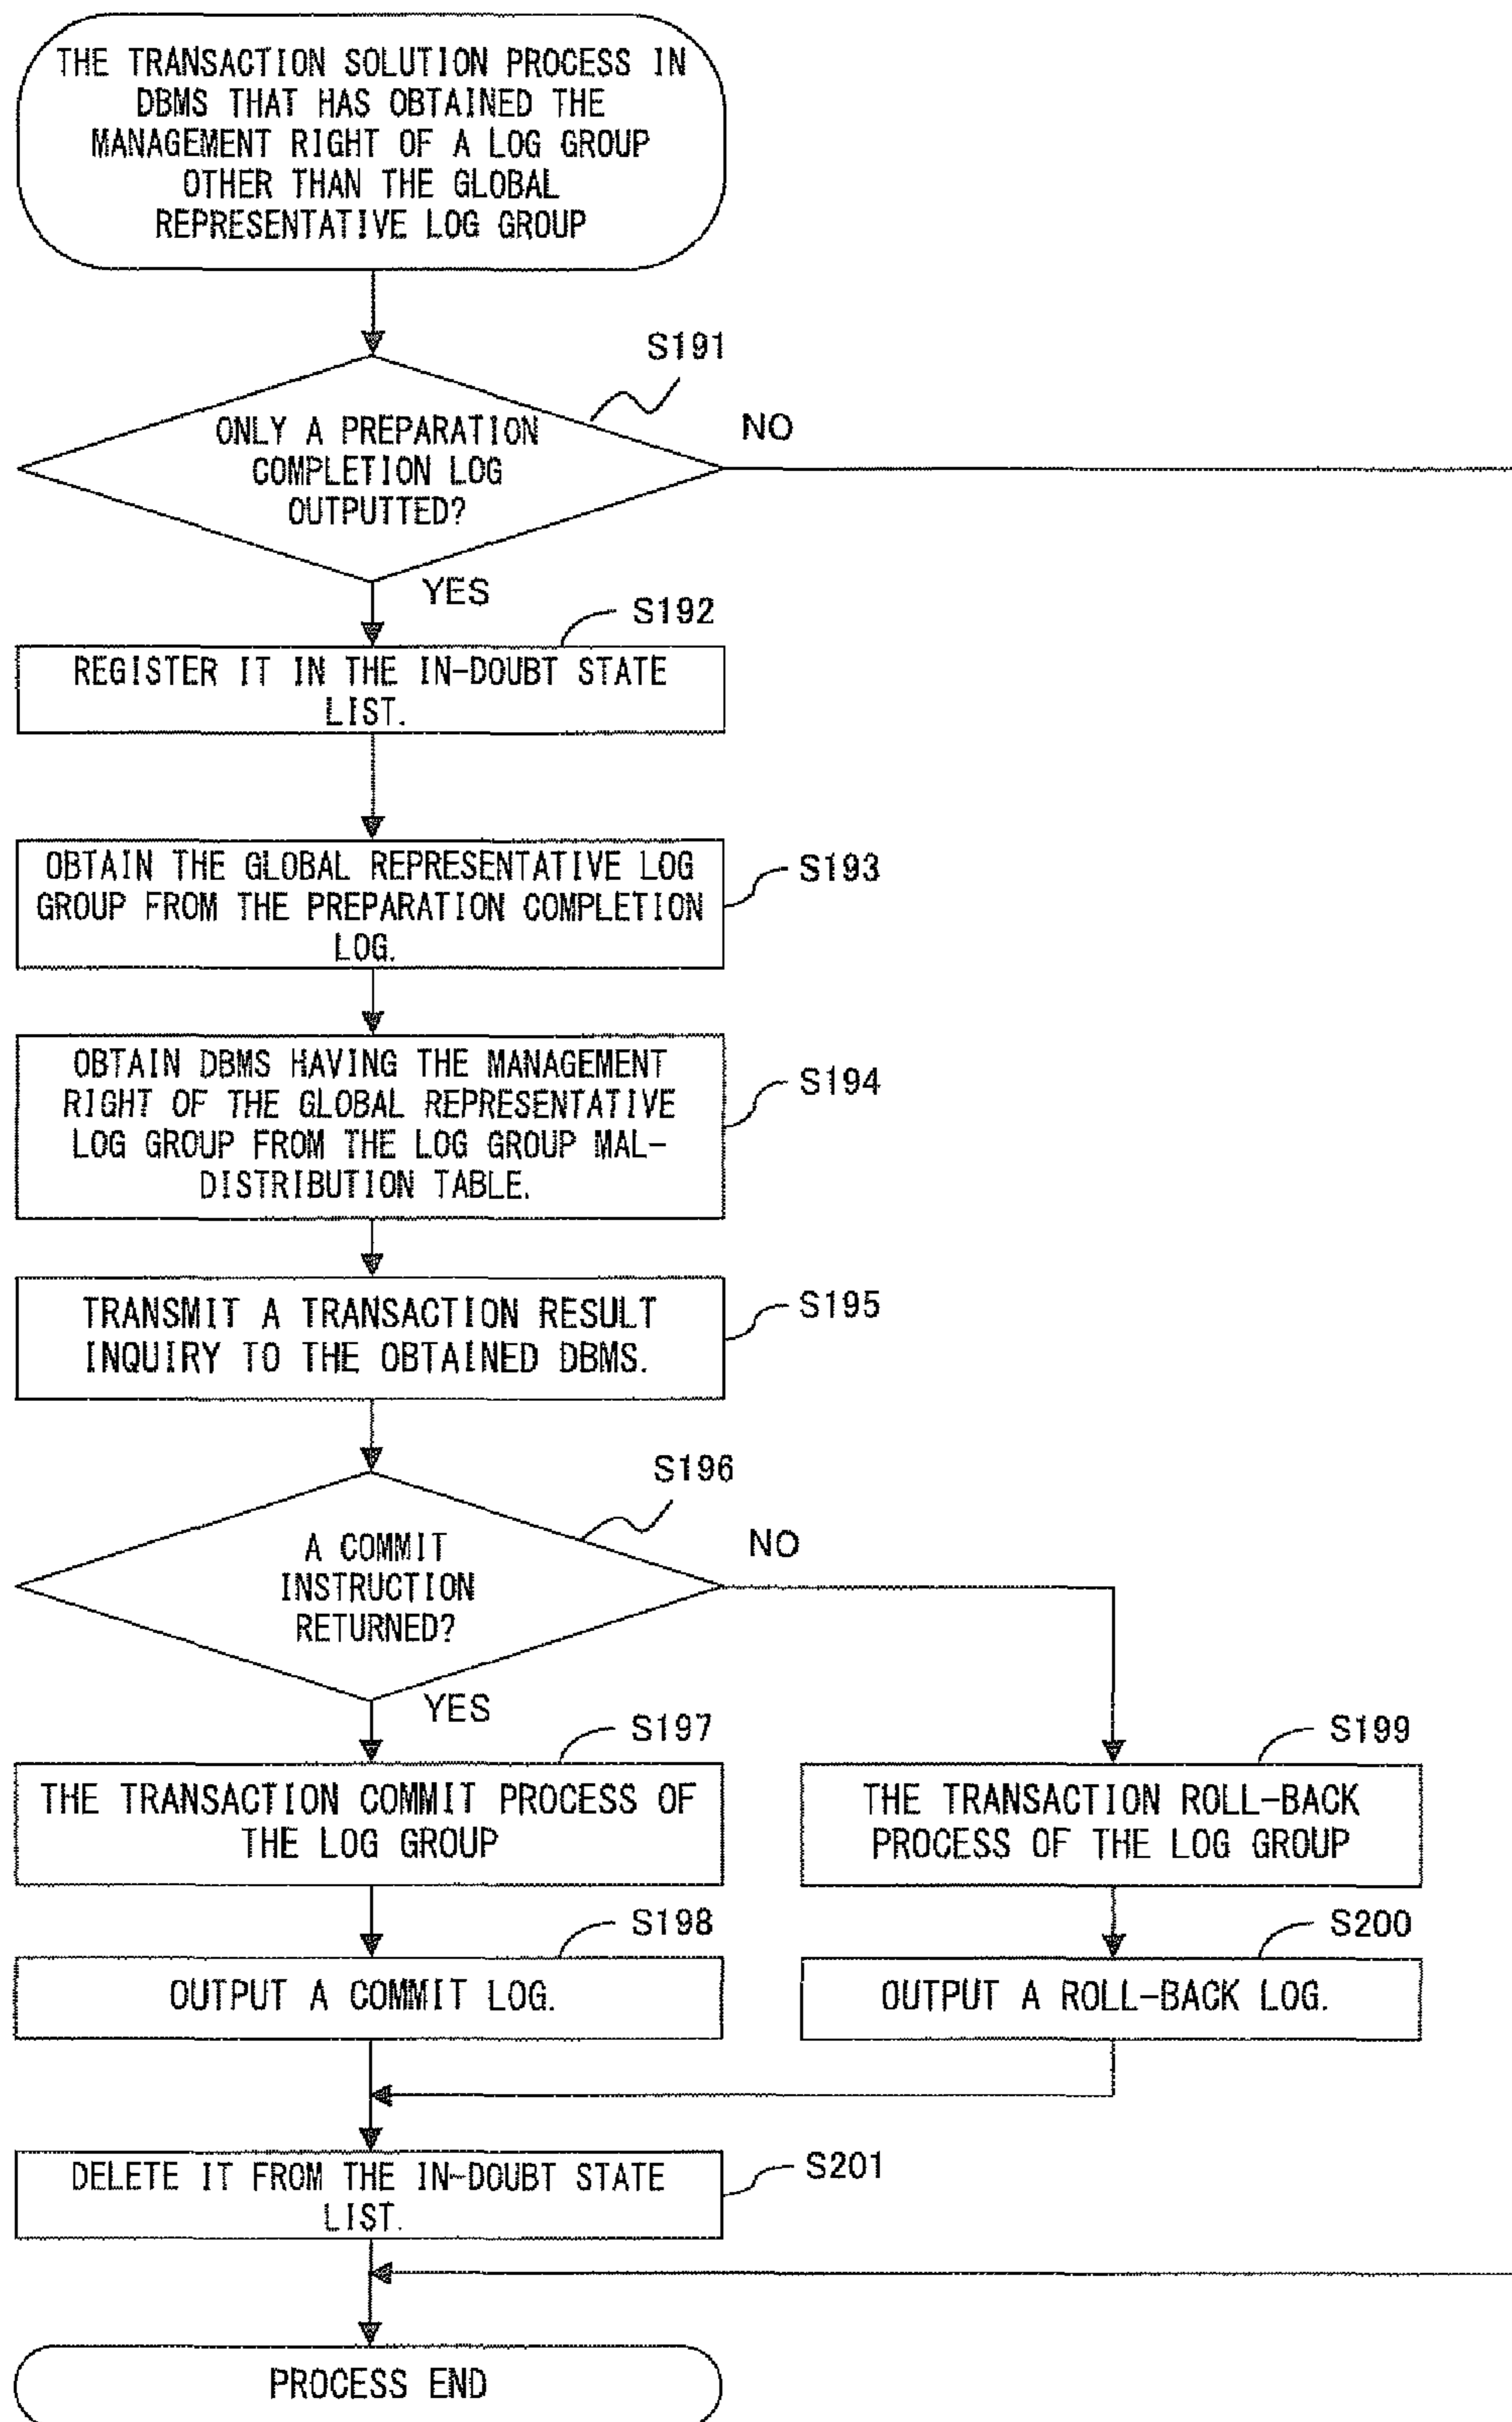 THE TRANSACTION SOLUTION PROCESS IN
DBMS THAT HAS OBTAINED THE
MANAGEMENT RIGHT OF A LOG GROUP
OTHER THAN THE GLOBAL
REPRESENTATIVE LOG GROUP
S191
ONLY A PREPARATION
COMPLETION LOG
OUTPUTTED?
NO
YES
S192
REGISTER IT IN THE IN-DOUBT STATE
LIST.
OBTAIN THE GLOBAL REPRESENTATIVE LOG
GROUP FROM THE PREPARATION COMPLETION
LOG.
S193
OBTAIN DBMS HAVING THE MANAGEMENT
RIGHT OF THE GLOBAL REPRESENTATIVE
LOG GROUP FROM THE LOG GROUP MAL-
DISTRIBUTION TABLE.
S194
TRANSMIT A TRANSACTION RESULT
INQUIRY TO THE OBTAINED DBMS.
S195
S196
A COMMIT
INSTRUCTION
RETURNED?
NO
YES
S197
THE TRANSACTION COMMIT PROCESS OF
THE LOG GROUP
S199
THE TRANSACTION ROLL-BACK
PROCESS OF THE LOG GROUP
S198
OUTPUT A COMMIT LOG.
S200
OUTPUT A ROLL-BACK LOG.
DELETE IT FROM THE IN-DOUBT STATE
LIST.
S201
PROCESS END